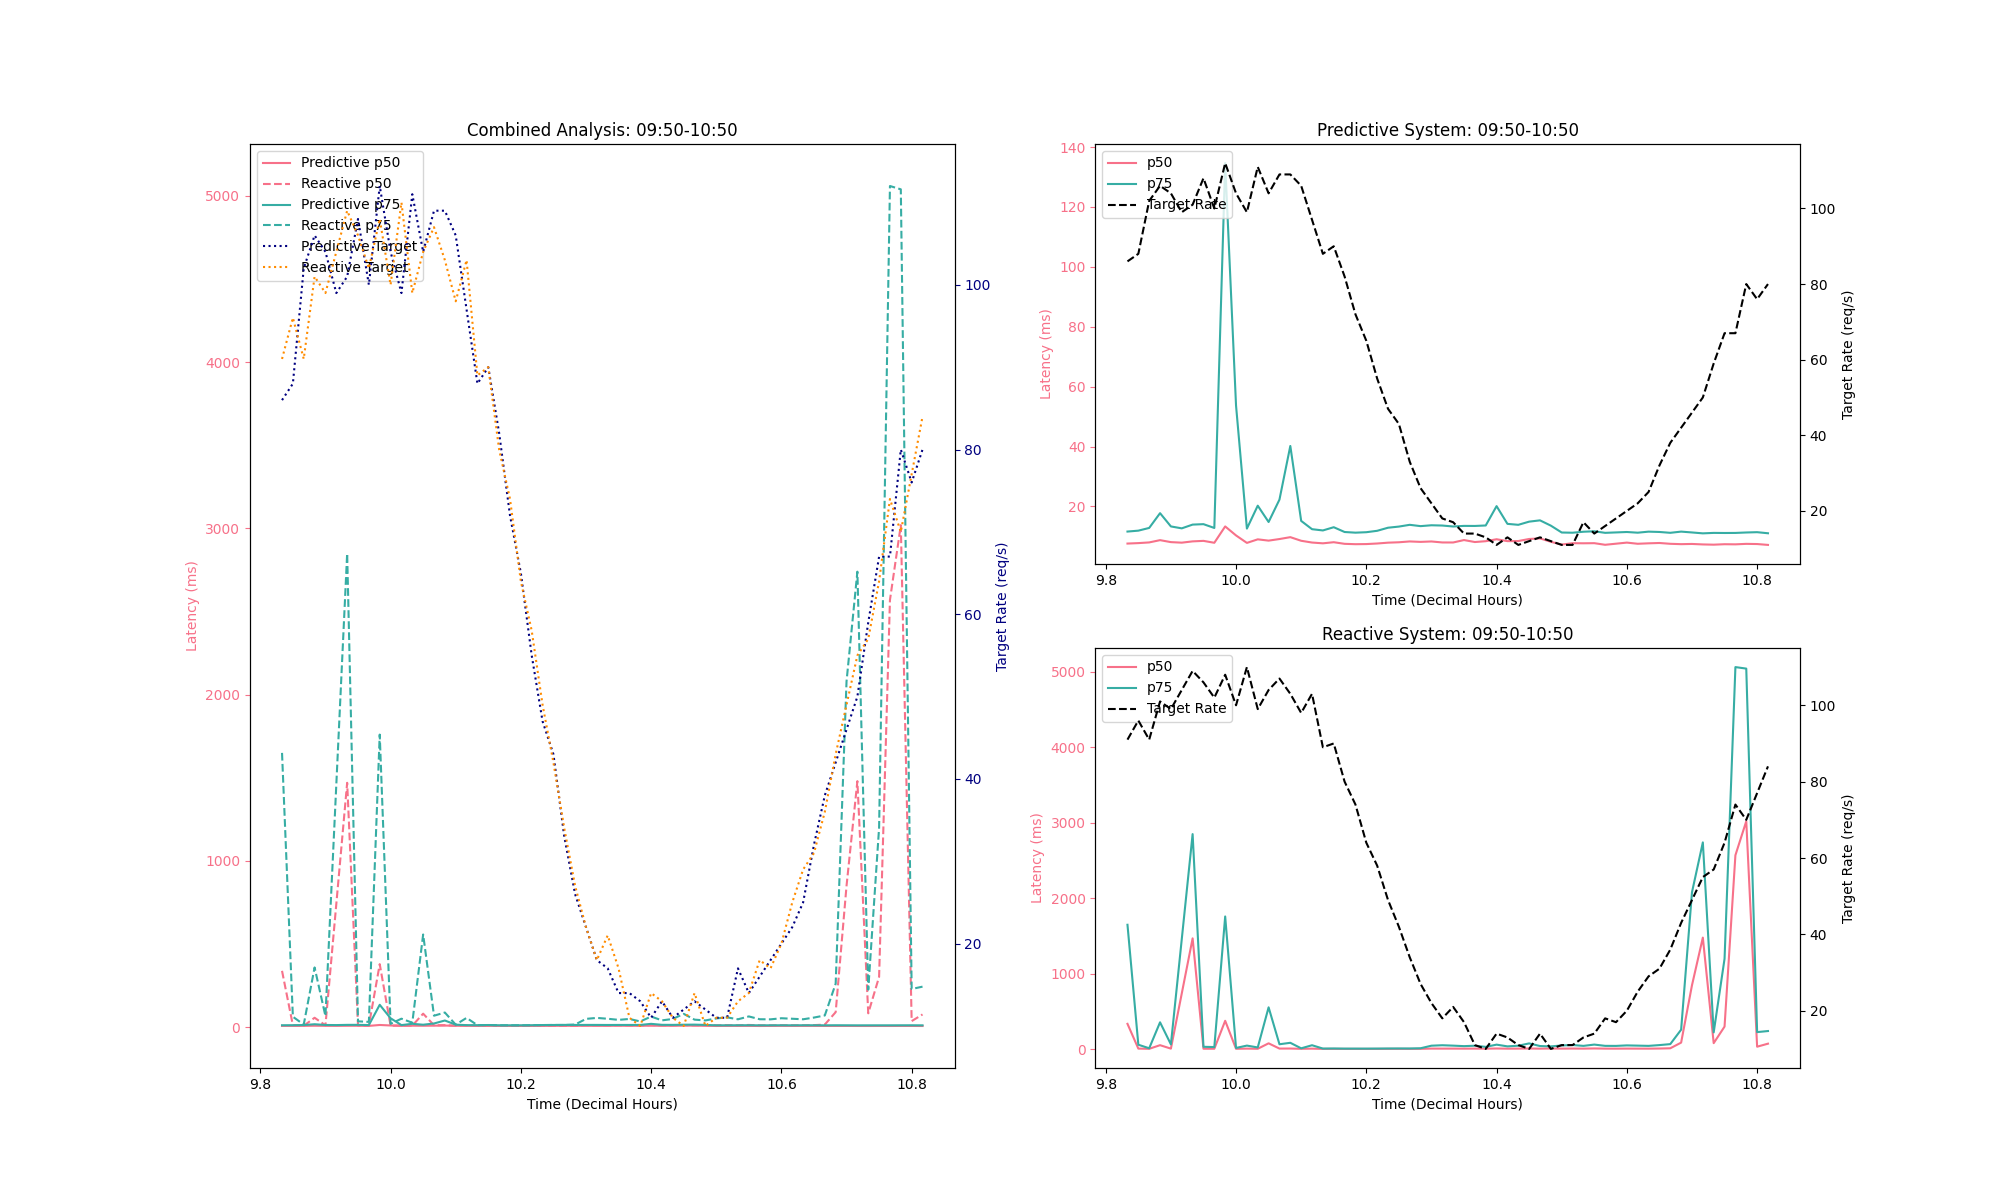 Combined Analysis: 09:50-10:50
Predictive p50
Reactive p50
Predictive p75
Reactive p75
Predictive Target
Reactive Target
5000
4000
3000
2000
1000
0
Latency (ms)
100
80
60
40
20
Target Rate (req/s)
9.8 10.0 10.2 10.4 10.6 10.8
Time (Decimal Hours)
Predictive System: 09:50-10:50
p50
p75
Target Rate
140
120
100
80
60
40
20
Latency (ms)
100
80
60
40
20
Target Rate (req/s)
9.8 10.0 10.2 10.4 10.6 10.8
Time (Decimal Hours)
Reactive System: 09:50-10:50
p50
p75
Target Rate
5000
4000
3000
2000
1000
0
Latency (ms)
100
80
60
40
20
Target Rate (req/s)
9.8 10.0 10.2 10.4 10.6 10.8
Time (Decimal Hours)